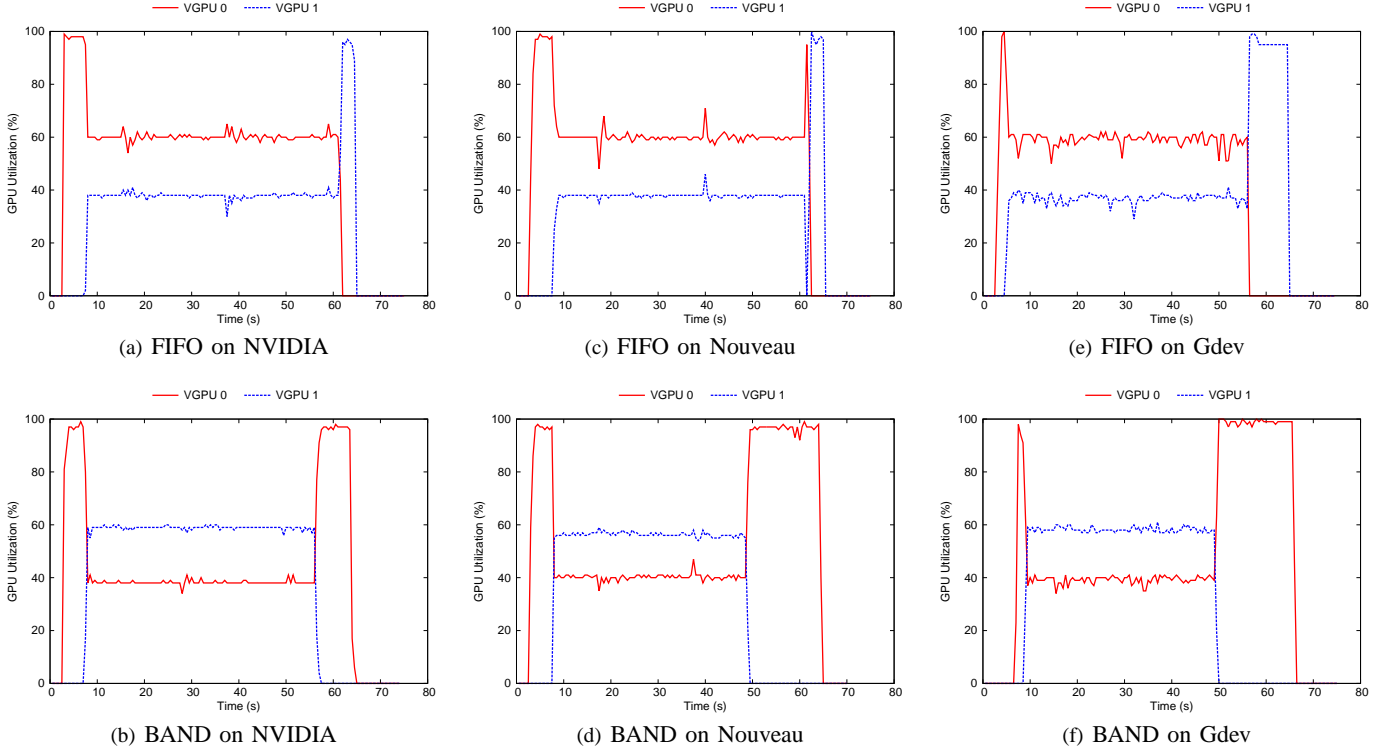 VGPU 0 VGPU 1
100
80
60
40
20
0
GPU Utilization (%)
0 10 20 30 40 50 60 70 80
Time (s)
(a) FIFO on NVIDIA
VGPU 0 VGPU 1
100
80
60
40
20
0
GPU Utilization (%)
0 10 20 30 40 50 60 70 80
Time (s)
(c) FIFO on Nouveau
VGPU 0 VGPU 1
100
80
60
40
20
0
GPU Utilization (%)
0 10 20 30 40 50 60 70 80
Time (s)
(e) FIFO on Gdev
VGPU 0 VGPU 1
100
80
60
40
20
0
GPU Utilization (%)
0 10 20 30 40 50 60 70 80
Time (s)
(b) BAND on NVIDIA
VGPU 0 VGPU 1
100
80
60
40
20
0
GPU Utilization (%)
0 10 20 30 40 50 60 70 80
Time (s)
(d) BAND on Nouveau
VGPU 0 VGPU 1
100
80
60
40
20
0
GPU Utilization (%)
0 10 20 30 40 50 60 70 80
Time (s)
(f) BAND on Gdev